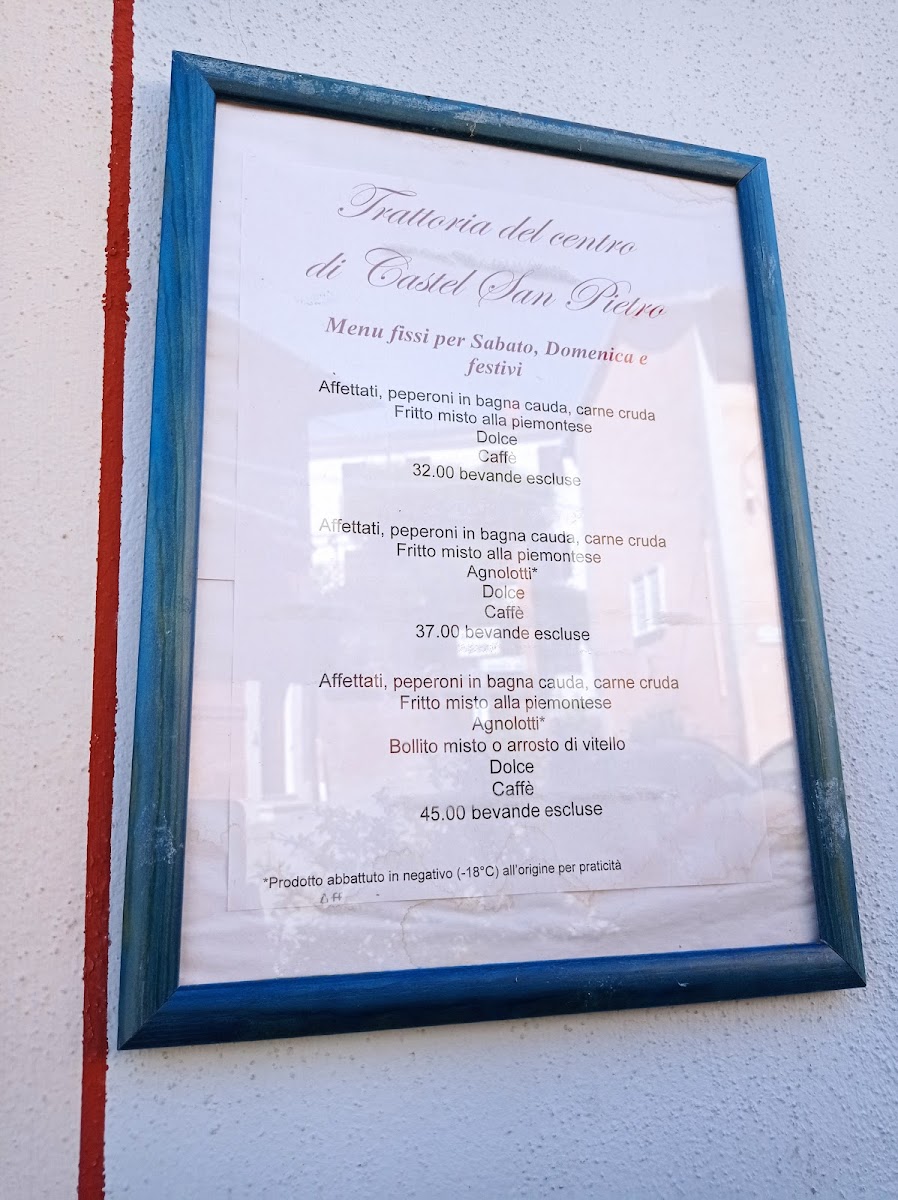 Trattoria del centro
di Castel San Pietro
Menu fissi per Sabato, Domenica e
festivi
Affettati, peperoni in bagna cauda, carne cruda
Fritto misto alla piemontese
Dolce
Caffè
32.00 bevande escluse
Affettati, peperoni in bagna cauda, carne cruda
Fritto misto alla piemontese
Agnolotti*
Dolce
Caffè
37.00 bevande escluse
Affettati, peperoni in bagna cauda, carne cruda
Fritto misto alla piemontese
Agnolotti*
Bollito misto o arrosto di vitello
Dolce
Caffè
45.00 bevande escluse
*Prodotto abbattuto in negativo (-18°C) all'origine per praticità